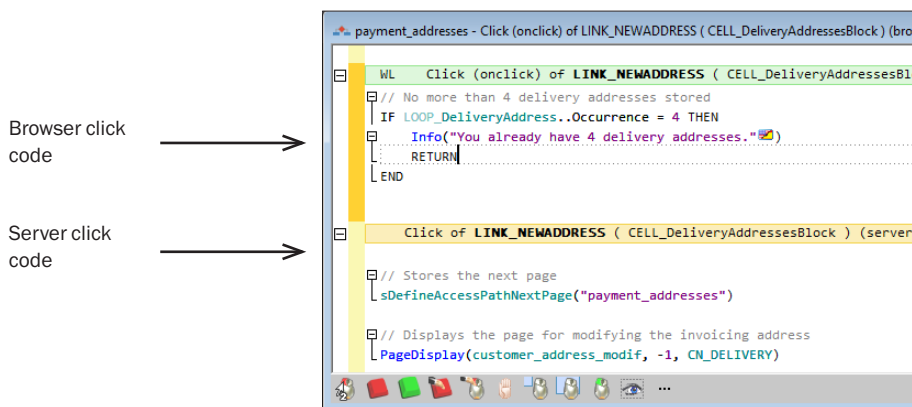 payment_addresses - Click (onclick) of LINK_NEWADDRESS ( CELL_DeliveryAddressesBlock ) (bro
WL Click (onclick) of LINK_NEWADDRESS ( CELL_DeliveryAddressesBl
// No more than 4 delivery addresses stored
IF LOOP_DeliveryAddress..Occurrence = 4 THEN
Browser click
code
Info("You already have 4 delivery addresses.")
RETURN
END
Server click
code
Click of LINK_NEWADDRESS ( CELL_DeliveryAddressesBlock ) (server
// Stores the next page
sDefineAccessPathNextPage("payment_addresses")
// Displays the page for modifying the invoicing address
PageDisplay(customer_address_modif, -1, CN_DELIVERY)